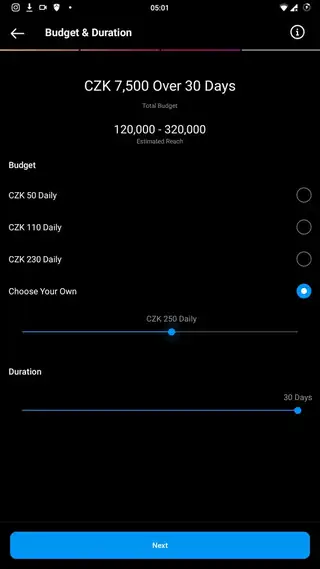 05:01
Budget & Duration
CZK 7,500 Over 30 Days
Total Budget
120,000 - 320,000
Estimated Reach
Budget
CZK 50 Daily
CZK 110 Daily
CZK 230 Daily
Choose Your Own
CZK 250 Daily
Duration
30 Days
Next